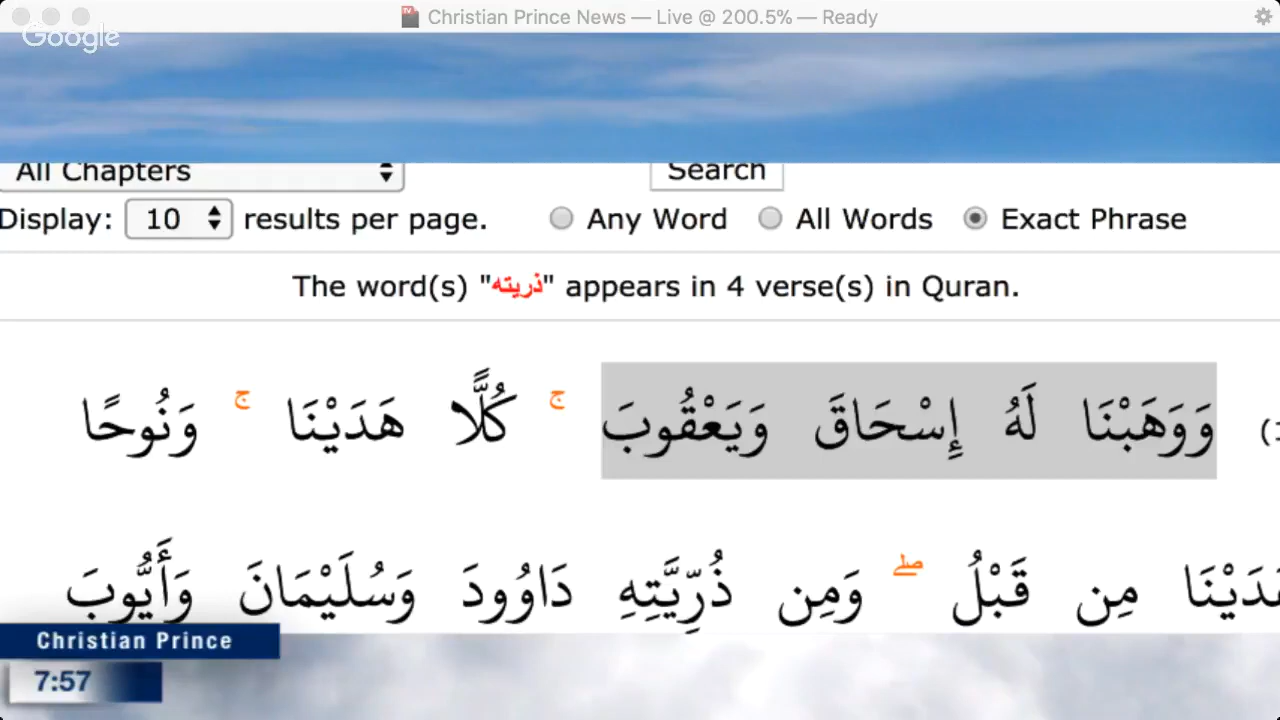 Christian Prince News — Live @ 200.5% — Ready
Google
All Chapters
Search
Display: 10 results per page. Any Word All Words Exact Phrase
The word(s) "ذريته" appears in 4 verse(s) in Quran.
وَوَهَبْنَا لَهُ إِسْحَاقَ وَيَعْقُوبَ ۚ كُلًّا هَدَيْنَا ۚ وَنُوحًا
هَدَيْنَا مِن قَبْلُ ۖ وَمِن ذُرِّيَّتِهِ دَاوُودَ وَسُلَيْمَانَ وَأَيُّوبَ
Christian Prince
7:57